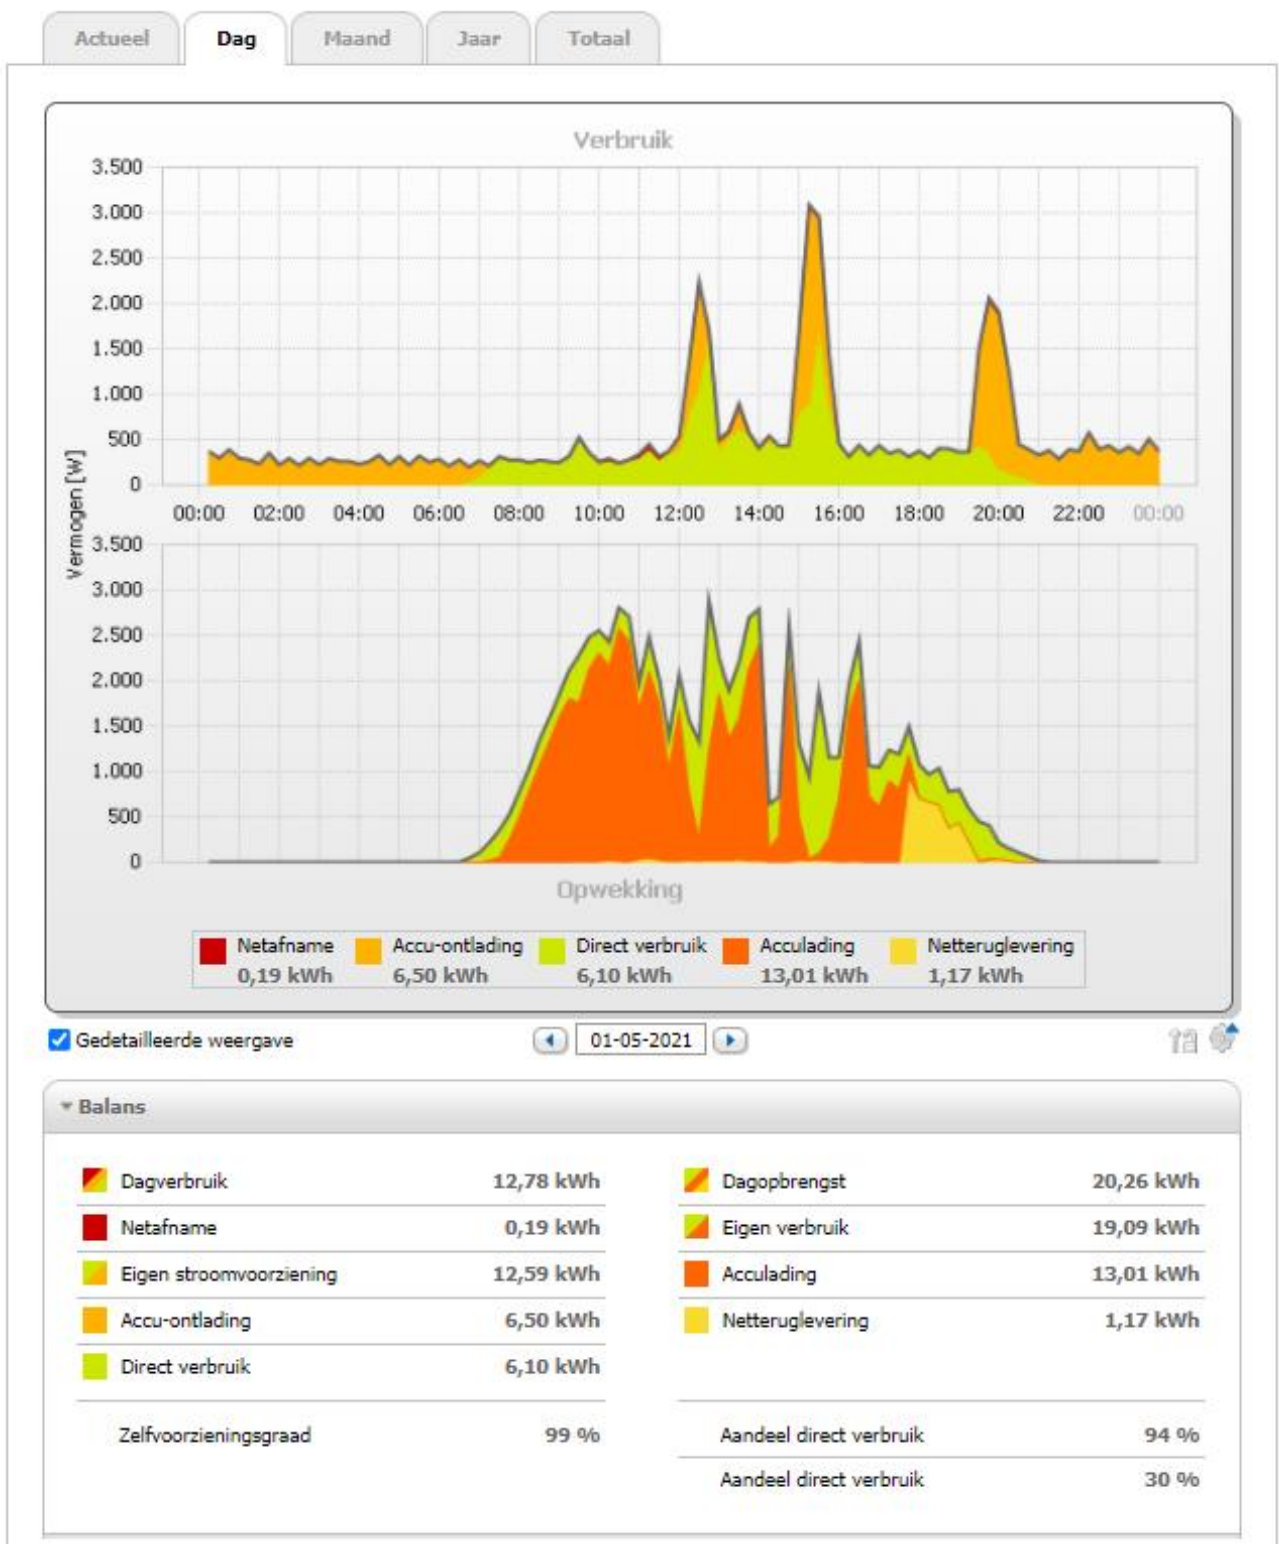 Actueel Dag Maand Jaar Totaal
Verbruik
3.500
3.000
2.500
2.000
1.500
1.000
500
0
00:00 02:00 04:00 06:00 08:00 10:00 12:00 14:00 16:00 18:00 20:00 22:00 00:00
Vermogen [W]
3.500
3.000
2.500
2.000
1.500
1.000
500
0
Opwekking
Netafname Accu-ontlading Direct verbruik Acculading Netteruglevering
0,19 kWh 6,50 kWh 6,10 kWh 13,01 kWh 1,17 kWh
Gedetailleerde weergave 01-05-2021
Balans
Dagverbruik 12,78 kWh Dagopbrengst 20,26 kWh
Netafname 0,19 kWh Eigen verbruik 19,09 kWh
Eigen stroomvoorziening 12,59 kWh Acculading 13,01 kWh
Accu-ontlading 6,50 kWh Netteruglevering 1,17 kWh
Direct verbruik 6,10 kWh
Zelfvoorzieningsgraad 99 % Aandeel direct verbruik 94 %
Aandeel direct verbruik 30 %